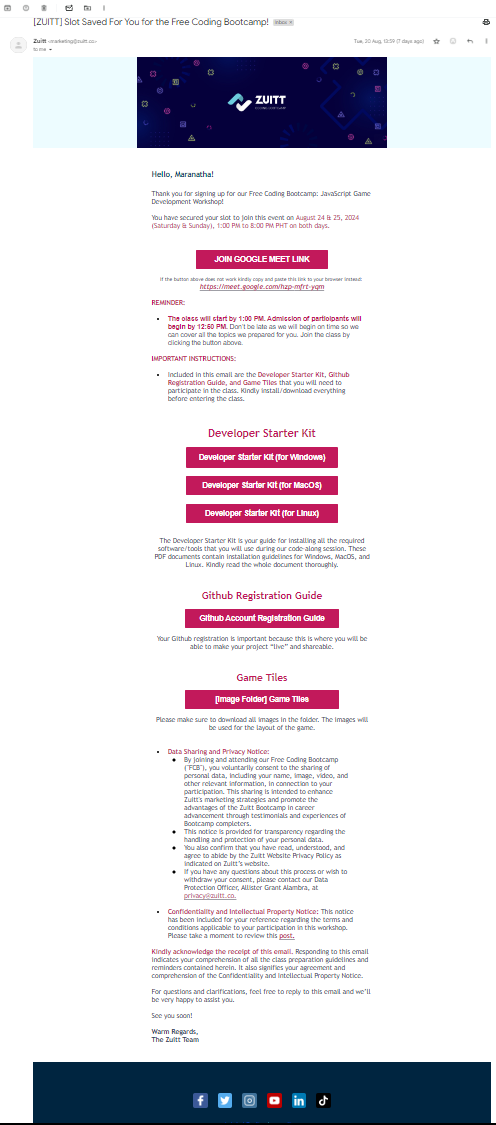 [ZUITT] Slot Saved For You for the Free Coding Bootcamp! Inbox ×
Zuitt <marketing@zuitt.co>
Tue, 20 Aug, 13:59 (7 days ago)
to me
ZUITT
CODING BOOTCAMP
Hello, Maranatha!
Thank you for signing up for our Free Coding Bootcamp: JavaScript Game
Development Workshop!
You have secured your slot to join this event on August 24 & 25, 2024
(Saturday & Sunday), 1:00 PM to 8:00 PM PHT on both days.
JOIN GOOGLE MEET LINK
If the button above does not work kindly copy and paste this link to your browser instead:
https://meet.google.com/hzp-mfrt-yqm
REMINDER:
• The class will start by 1:00 PM. Admission of participants will
begin by 12:50 PM. Don't be late as we will begin on time so we
can cover all the topics we prepared for you. Join the class by
clicking the button above.
IMPORTANT INSTRUCTIONS:
• Included in this email are the Developer Starter Kit, Github
Registration Guide, and Game Tiles that you will need to
participate in the class. Kindly install/download everything
before entering the class.
Developer Starter Kit
Developer Starter Kit (for Windows)
Developer Starter Kit (for MacOS)
Developer Starter Kit (for Linux)
The Developer Starter Kit is your guide for installing all the required
software/tools that you will use during our code-along session. These
PDF documents contain installation guidelines for Windows, MacOS, and
Linux. Kindly read the whole document thoroughly.
Github Registration Guide
Github Account Registration Guide
Your Github registration is important because this is where you will be
able to make your project “live” and shareable.
Game Tiles
[Image Folder] Game Tiles
Please make sure to download all images in the folder. The images will
be used for the layout of the game.
• Data Sharing and Privacy Notice:
● By joining and attending our Free Coding Bootcamp
("FCB"), you voluntarily consent to the sharing of
personal data, including your name, image, video, and
other relevant information, in connection to your
participation. This sharing is intended to enhance
Zuitt's marketing strategies and promote the
advantages of the Zuitt Bootcamp in career
advancement through testimonials and experiences of
Bootcamp completers.
● This notice is provided for transparency regarding the
handling and protection of your personal data.
● You also confirm that you have read, understood, and
agree to abide by the Zuitt Website Privacy Policy as
indicated on Zuitt's website.
● If you have any questions about this process or wish to
withdraw your consent, please contact our Data
Protection Officer, Allister Grant Alambra, at
privacy@zuitt.co.
• Confidentiality and Intellectual Property Notice: This notice
has been included for your reference regarding the terms and
conditions applicable to your participation in this workshop.
Please take a moment to review this post.
Kindly acknowledge the receipt of this email. Responding to this email
indicates your comprehension of all the class preparation guidelines and
reminders contained herein. It also signifies your agreement and
comprehension of the Confidentiality and Intellectual Property Notice.
For questions and clarifications, feel free to reply to this email and we'll
be very happy to assist you.
See you soon!
Warm Regards,
The Zuitt Team